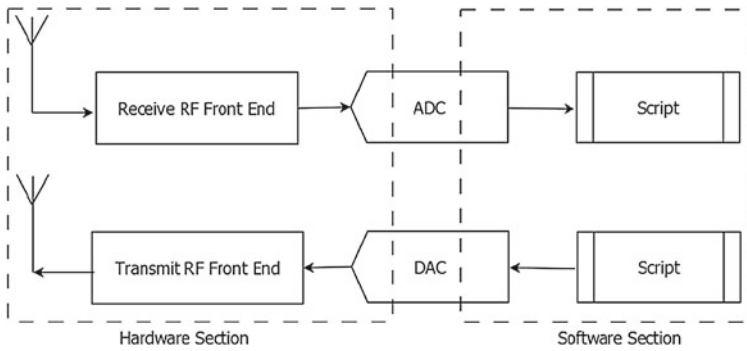 Receive RF Front End
ADC
Script
Transmit RF Front End
DAC
Script
Hardware Section
Software Section